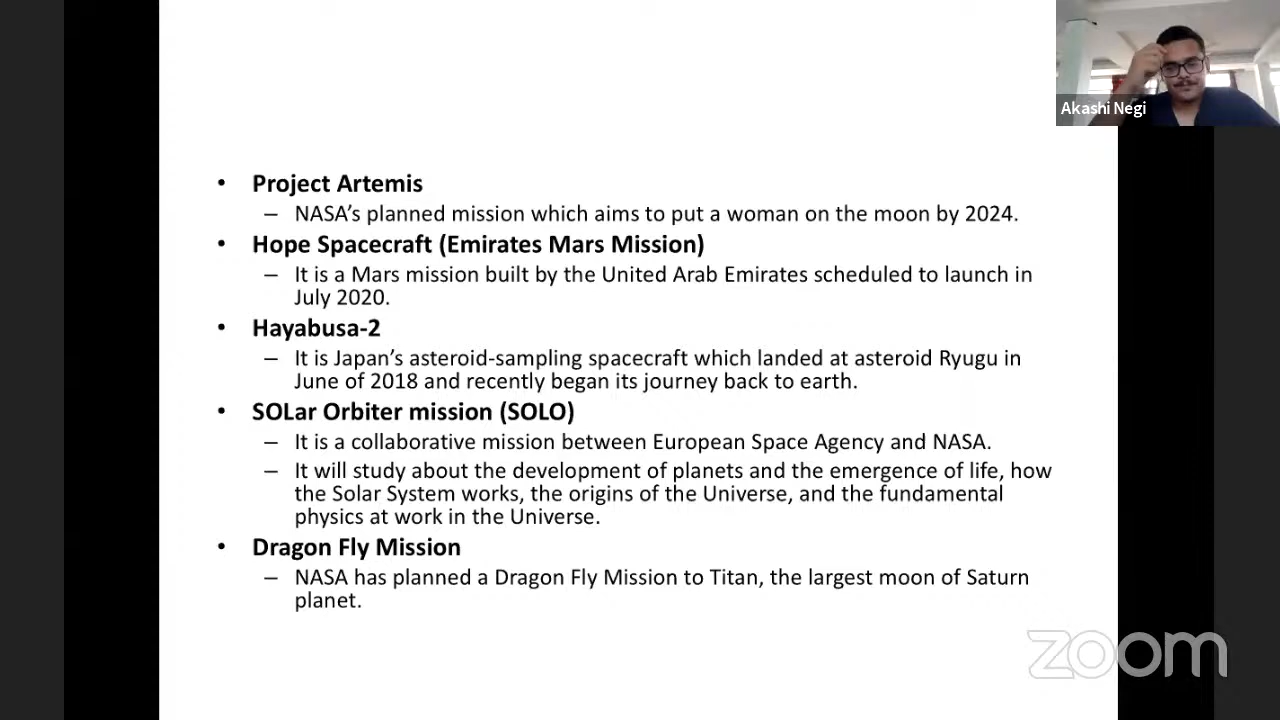 Akashi Negi
• Project Artemis
– NASA’s planned mission which aims to put a woman on the moon by 2024.
• Hope Spacecraft (Emirates Mars Mission)
– It is a Mars mission built by the United Arab Emirates scheduled to launch in
July 2020.
• Hayabusa-2
– It is Japan’s asteroid-sampling spacecraft which landed at asteroid Ryugu in
June of 2018 and recently began its journey back to earth.
• SOLar Orbiter mission (SOLO)
– It is a collaborative mission between European Space Agency and NASA.
– It will study about the development of planets and the emergence of life, how
the Solar System works, the origins of the Universe, and the fundamental
physics at work in the Universe.
• Dragon Fly Mission
– NASA has planned a Dragon Fly Mission to Titan, the largest moon of Saturn
planet.
zoom